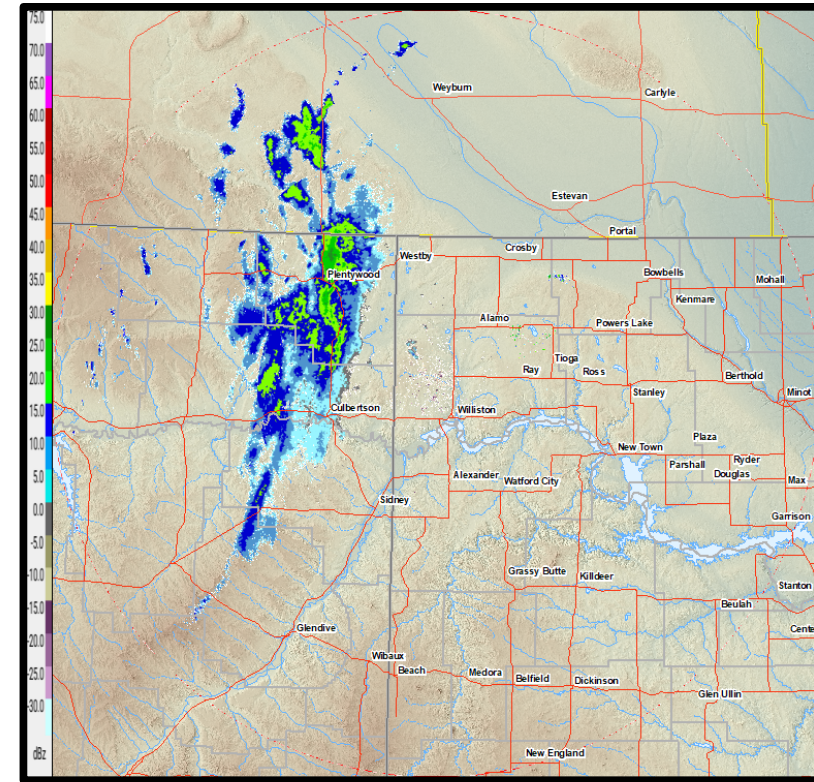 75.0
70.0
65.0
60.0
55.0
50.0
45.0
40.0
35.0
30.0
25.0
20.0
15.0
10.0
5.0
0.0
-5.0
-10.0
-15.0
-20.0
-25.0
-30.0
dBz
Weyburn
Carlyle
Estevan
Portal
Crosby
Westby
Plentywood
Bowbells
Mohall
Kenmare
Alamo
Powers Lake
Tioga
Ray
Ross
Berthold
Stanley
Minot
Culbertson
Williston
New Town
Plaza
Parshall
Ryder
Douglas
Max
Alexander
Watford City
Sidney
Garrison
Grassy Butte
Killdeer
Stanton
Beulah
Glendive
Cente
Wibaux
Beach
Medora
Belfield
Dickinson
Glen Ullin
New England